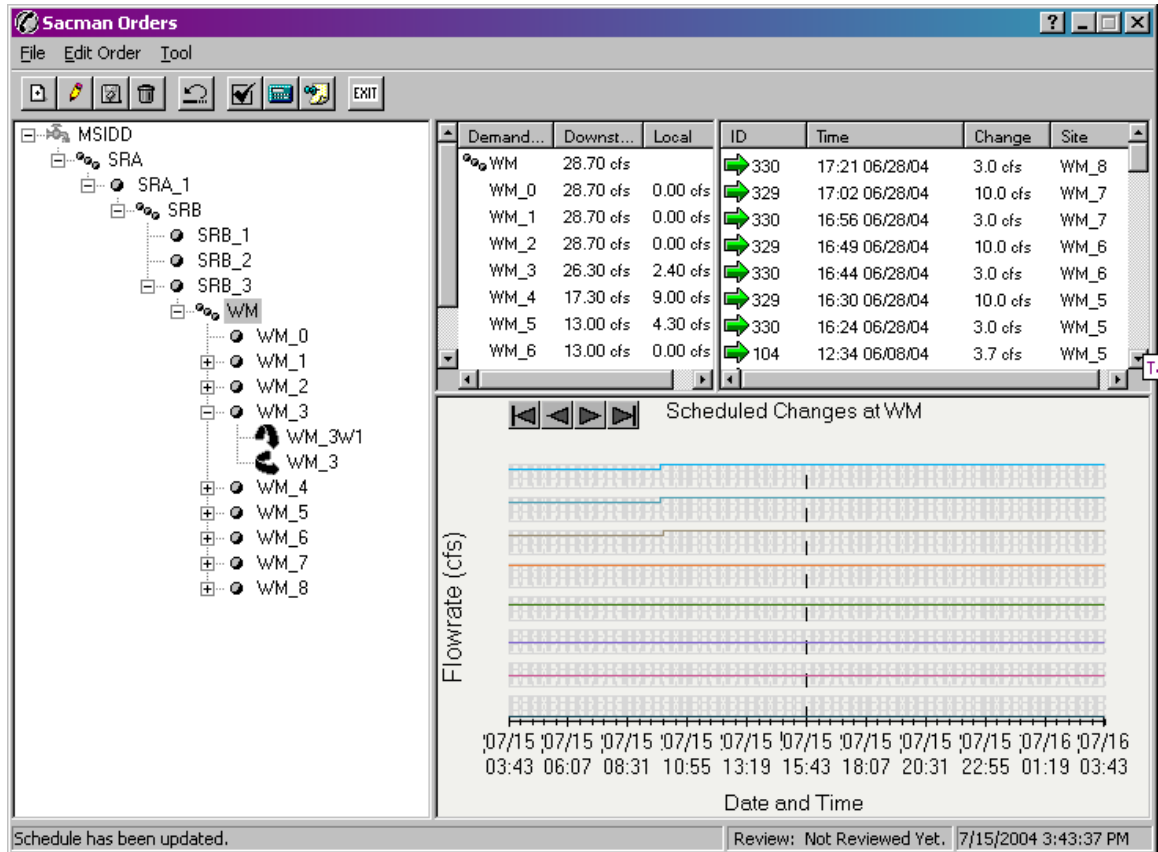 Sacman Orders
File Edit Order Tool
EXIT
MSIDD
SRA
SRA_1
SRB
SRB_1
SRB_2
SRB_3
WM
WM_0
WM_1
WM_2
WM_3
WM_3W1
WM_3
WM_4
WM_5
WM_6
WM_7
WM_8
Demand... Downst... Local
WM 28.70 cfs
WM_0 28.70 cfs 0.00 cfs
WM_1 28.70 cfs 0.00 cfs
WM_2 28.70 cfs 0.00 cfs
WM_3 26.30 cfs 2.40 cfs
WM_4 17.30 cfs 9.00 cfs
WM_5 13.00 cfs 4.30 cfs
WM_6 13.00 cfs 0.00 cfs
ID Time Change Site
330 17:21 06/28/04 3.0 cfs WM_8
329 17:02 06/28/04 10.0 cfs WM_7
330 16:56 06/28/04 3.0 cfs WM_7
329 16:49 06/28/04 10.0 cfs WM_6
330 16:44 06/28/04 3.0 cfs WM_6
329 16:30 06/28/04 10.0 cfs WM_5
330 16:24 06/28/04 3.0 cfs WM_5
104 12:34 06/08/04 3.7 cfs WM_5
Scheduled Changes at WM
Flowrate (cfs)
07/15 07/15 07/15 07/15 07/15 07/15 07/15 07/15 07/15 07/16 07/16
03:43 06:07 08:31 10:55 13:19 15:43 18:07 20:31 22:55 01:19 03:43
Date and Time
Schedule has been updated.
Review: Not Reviewed Yet. 7/15/2004 3:43:37 PM